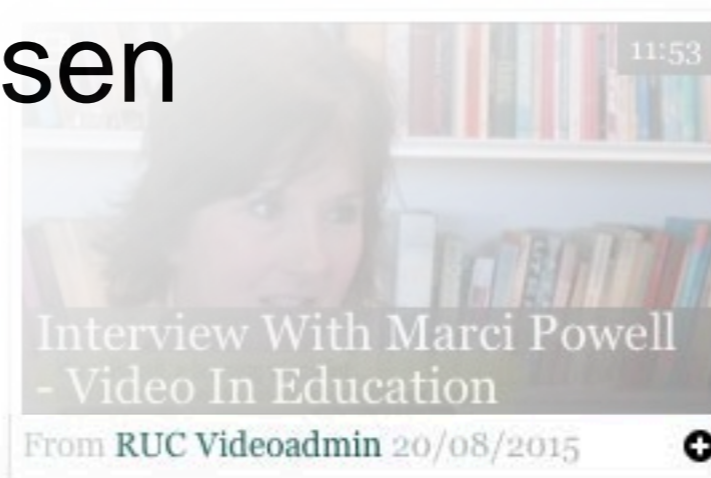 sen
11:53
Interview With Marci Powell
- Video In Education
From RUC Videoadmin 20/08/2015